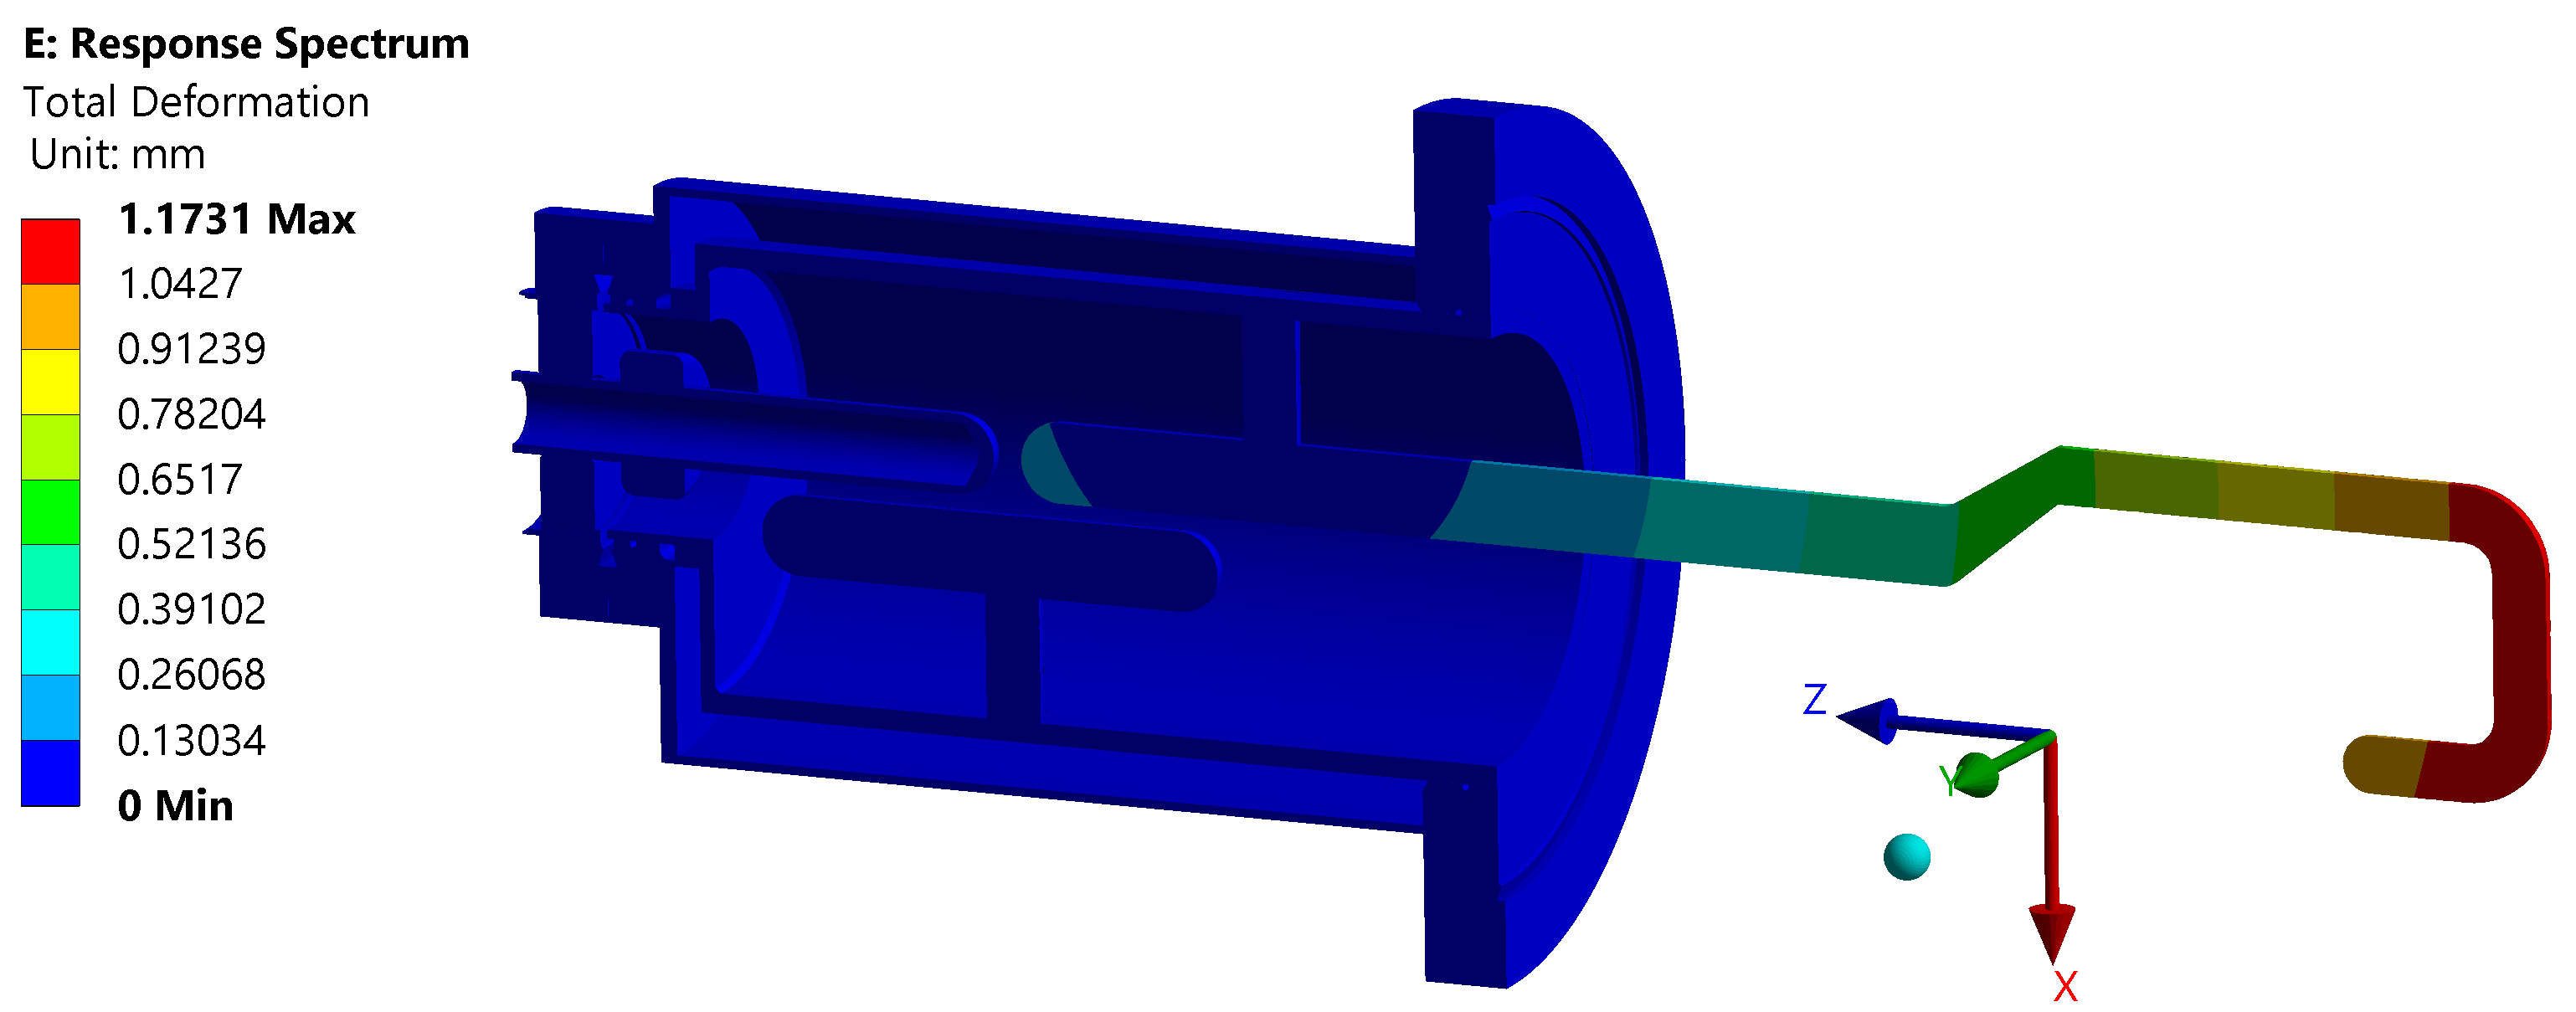 E: Response Spectrum
Total Deformation
Unit: mm
1.1731 Max
1.0427
0.91239
0.78204
0.6517
0.52136
0.39102
0.26068
0.13034
0 Min
Z
Y
X